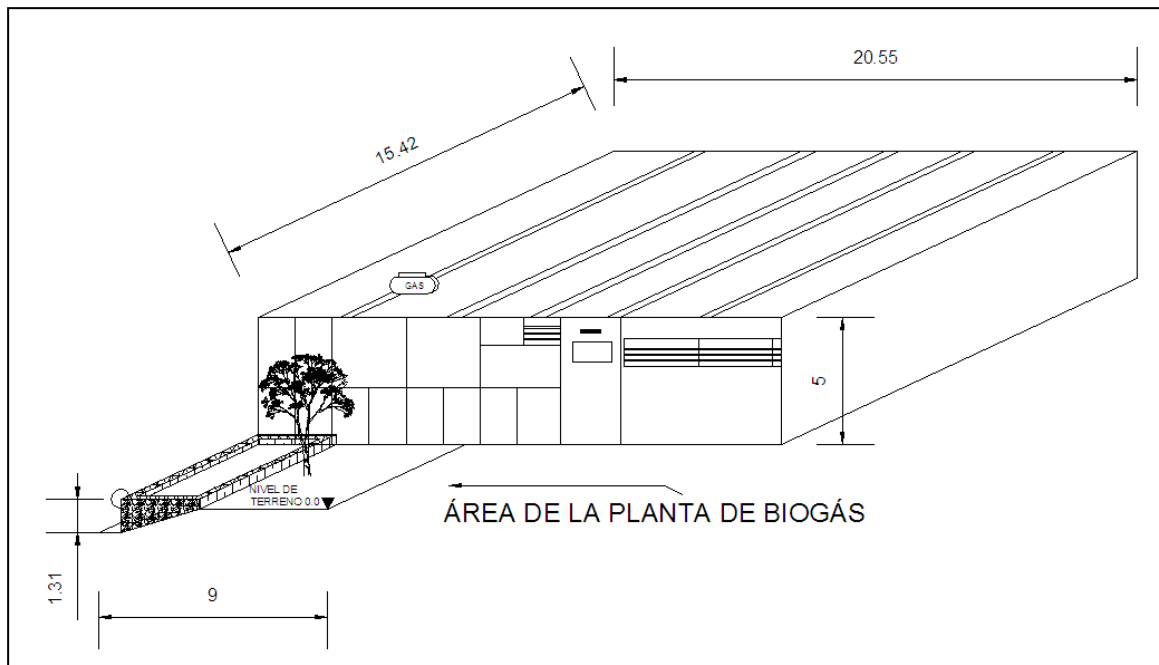 20.55
15.42
GAS
5
NIVEL DE
TERRENO 0.0
ÁREA DE LA PLANTA DE BIOGÁS
1.31
9